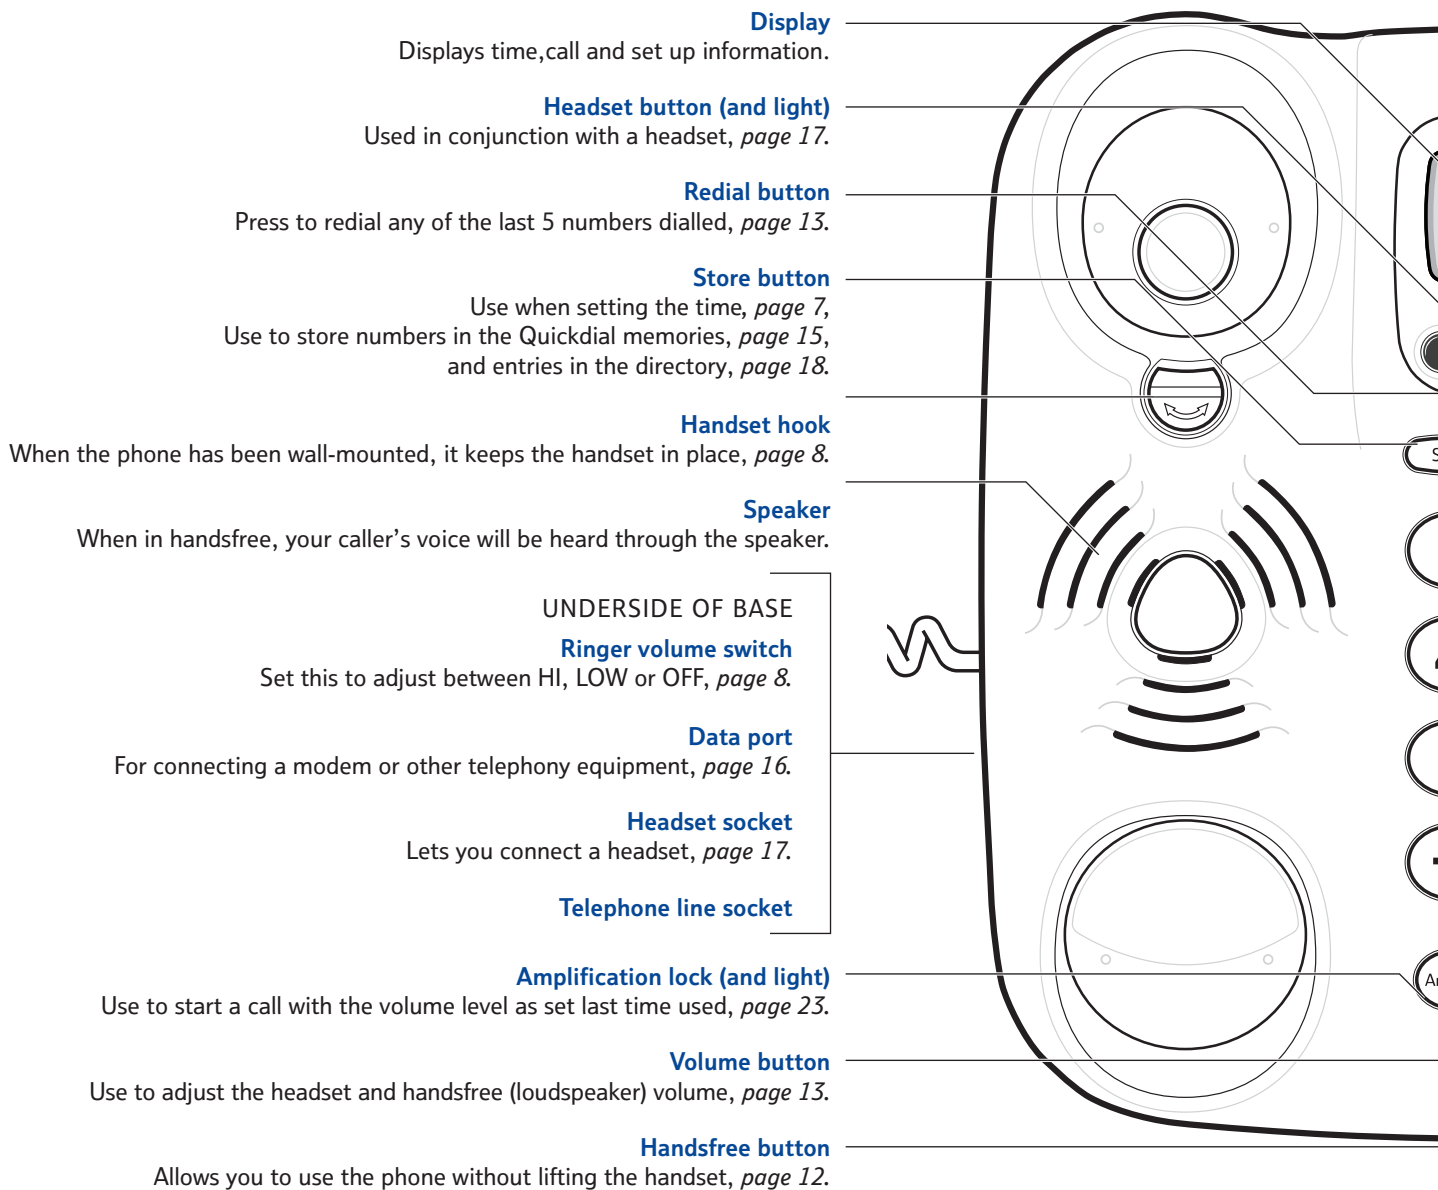 Display
Displays time,call and set up information.
Headset button (and light)
Used in conjunction with a headset, page 17.
Redial button
Press to redial any of the last 5 numbers dialled, page 13.
Store button
Use when setting the time, page 7,
Use to store numbers in the Quickdial memories, page 15,
and entries in the directory, page 18.
Handset hook
When the phone has been wall-mounted, it keeps the handset in place, page 8.
Speaker
When in handsfree, your caller’s voice will be heard through the speaker.
UNDERSIDE OF BASE
Ringer volume switch
Set this to adjust between HI, LOW or OFF, page 8.
Data port
For connecting a modem or other telephony equipment, page 16.
Headset socket
Lets you connect a headset, page 17.
Telephone line socket
Amplification lock (and light)
Use to start a call with the volume level as set last time used, page 23.
Volume button
Use to adjust the headset and handsfree (loudspeaker) volume, page 13.
Handsfree button
Allows you to use the phone without lifting the handset, page 12.